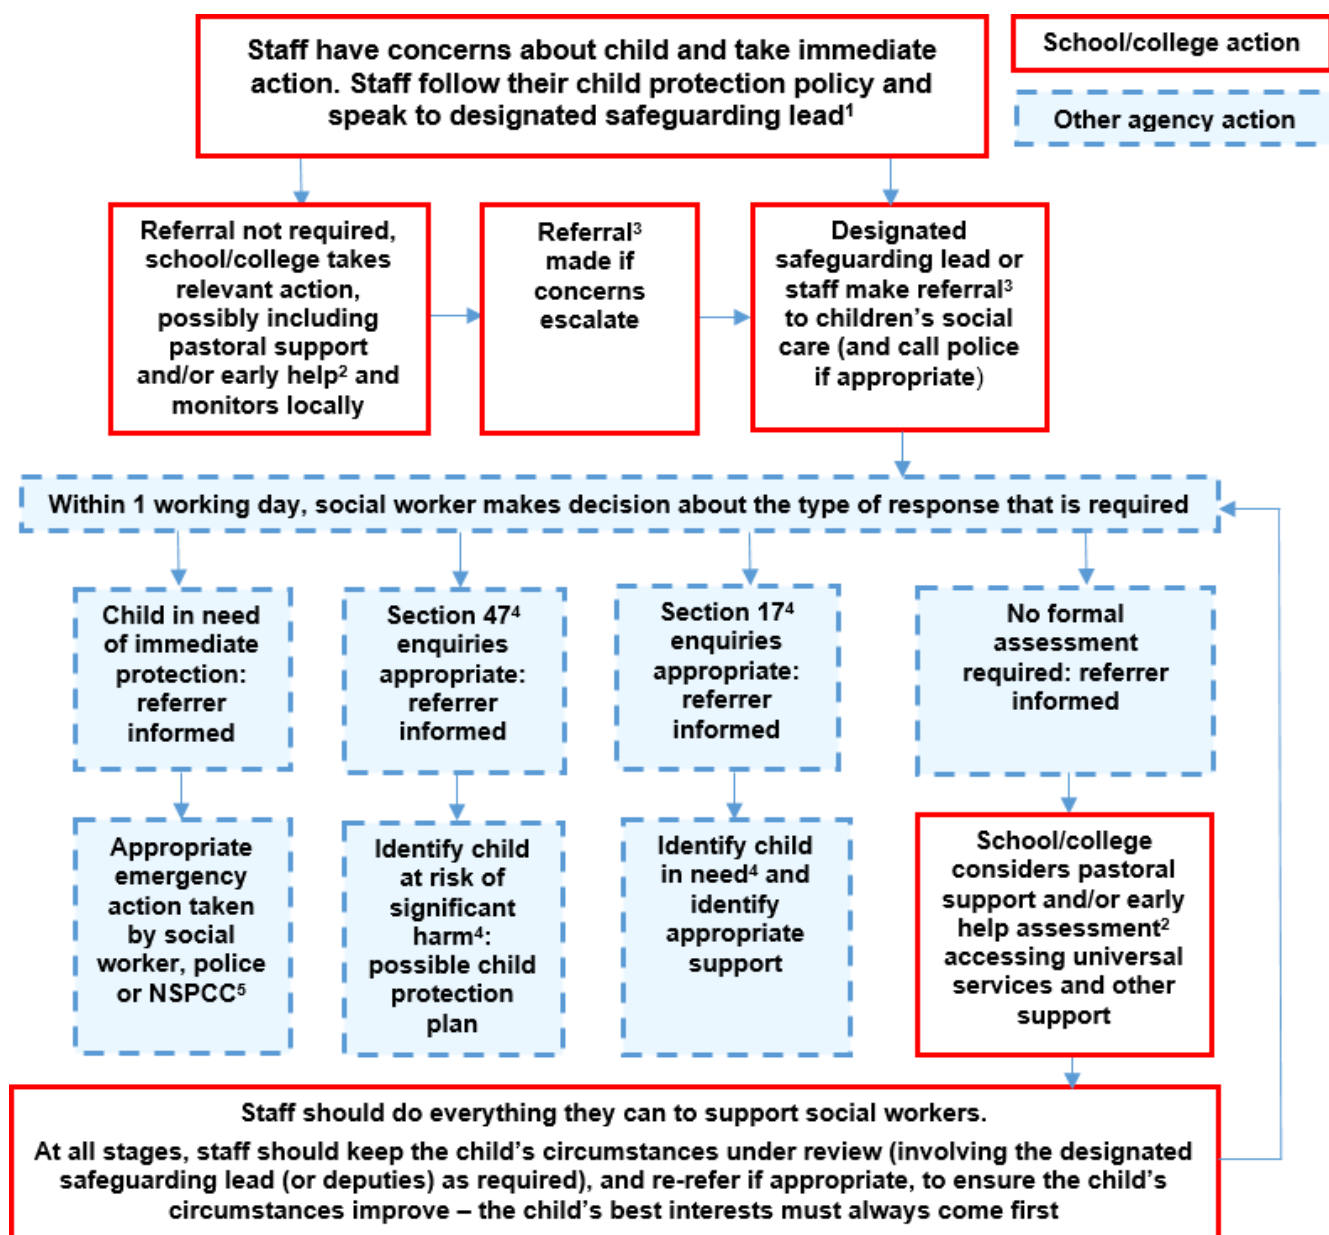 Staff have concerns about child and take immediate
action. Staff follow their child protection policy and
speak to designated safeguarding lead¹
School/college action
Other agency action
Referral not required,
school/college takes
relevant action,
possibly including
pastoral support
and/or early help² and
monitors locally
Referral³
made if
concerns
escalate
Designated
safeguarding lead or
staff make referral³
to children’s social
care (and call police
if appropriate)
Within 1 working day, social worker makes decision about the type of response that is required
Child in need
of immediate
protection:
referrer
informed
Section 47⁴
enquiries
appropriate:
referrer
informed
Section 17⁴
enquiries
appropriate:
referrer
informed
No formal
assessment
required: referrer
informed
Appropriate
emergency
action taken
by social
worker, police
or NSPCC⁵
Identify child
at risk of
significant
harm⁴:
possible child
protection
plan
Identify child
in need⁴ and
identify
appropriate
support
School/college
considers pastoral
support and/or early
help assessment²
accessing universal
services and other
support
Staff should do everything they can to support social workers.
At all stages, staff should keep the child’s circumstances under review (involving the designated
safeguarding lead (or deputies) as required), and re-refer if appropriate, to ensure the child’s
circumstances improve – the child’s best interests must always come first